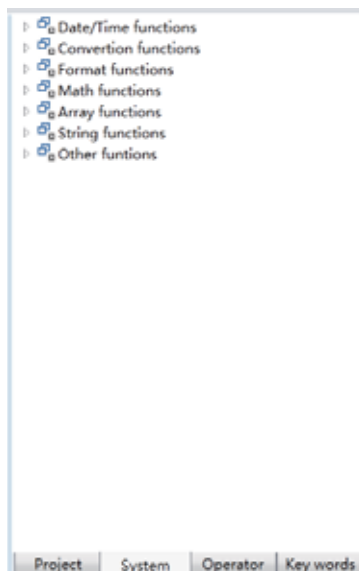 Date/Time functions
Convertion functions
Format functions
Math functions
Array functions
String functions
Other funtions
Project System Operator Key words